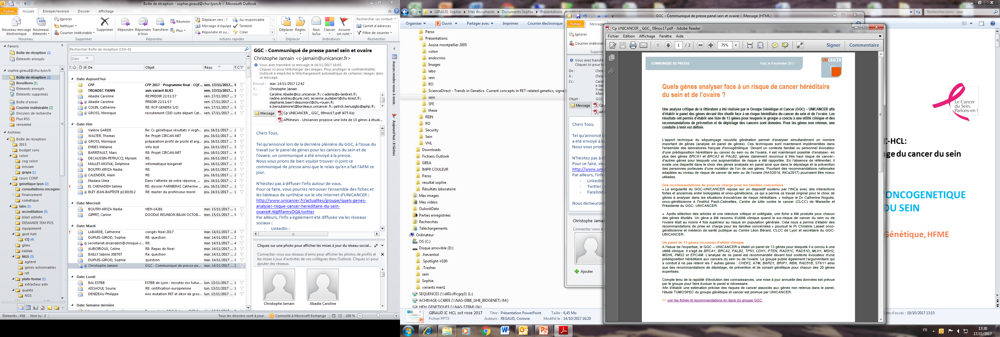 Boîte de réception - sophie.giraud@chu-lyon.fr - Microsoft Outlook
Fichier Accueil Envoyer/recevoir Dossier Affichage
Nouveau message électronique
Nouveaux éléments
Nouveau
Ignorer
Nettoyer
Courrier indésirable
Supprimer
Supprimer
Répondre
Répondre à tous
Transférer
Réunion
Plus
Répondre
Déplacer vers : ?
Message d'équipe
Répondre et su...
Au responsable
Terminé
Créer
Actions rapides
Déplacer
Règles
Déplacer
Non lu/Lu
Classer
Assurer un suivi
Indicateurs
Rechercher un contact
Carnet d'adresses
Filtre de courrier
Rechercher
Favoris
Boîte de réception (2)
Éléments envoyés
sophie.giraud@chu-lyon.fr
Boîte de réception (2)
Brouillons [1]
Éléments envoyés
Éléments supprimés
Boîte d'envoi
Courrier indésirable [2]
Dossiers de recherche
Flux RSS
renommé
Archives
Boîte de réception
2015
budget cons
colon
cog colon
eriscam
grapa (1)
cours CONF
genetique lyon (2)
consultations oncogen
financement
somatique
labo (1)
accreditation (5)
bilan activite
DEMANDE TEM POS
équipement
gent heh
CQ (4)
glims
kalilab
NGS (3)
agilent
genes actionnables
ret
plate-forme (2)
extracteur adn
qualite
NGS
Rechercher Boîte de réception (Ctrl+E)
Date
De Objet Reçu T C
Date: Aujourd'hui
CFP CFP 2017 - Programme final - CQF... ven. 17/11/2017... 9
TROADEC YANN avis variant ALK1 ven. 17/11/2017... 1
Abadie Caroline RE:PREDIR 22/11/17 ven. 17/11/2017 ... 3
Abadie Caroline PREDIR 22/11/17 ven. 17/11/2017 ... 1
COLIN, Catherine RE: RCP GENERA S/O ven. 17/11/2017 ... 5
GROSS, Monique recrutement CDD suite départ Cat... ven. 17/11/2017 ... 1
Date: Hier
Valérie GARDE Re: Cs génétique résultats V Argh... jeu. 16/11/2017 ... 2
WALTER, Thomas Re: Projet CIRCAN-NET jeu. 16/11/2017 ... 4
GROSS, Monique préparation profil de poste et arg... jeu. 16/11/2017 ... 3
EYRIES Mélanie info mut jeu. 16/11/2017 ... 3
BARRITAULT, Marc RE: Projet CIRCAN-NET jeu. 16/11/2017 ... 4
DECAUSSIN-PETRUCCI, Myriam RE: jeu. 16/11/2017 ... 2
MALLET-MOTAK, Delphine informatique biogenet jeu. 16/11/2017 ... 1
BOUTRY-KRYZA Nadia RE: jeu. 16/11/2017 ... 2
CALENDER, Alain RE: jeu. 16/11/2017 ... 2
Madara Ulme Dans l'attente de votre réponse, ... jeu. 16/11/2017 ... 2
EL CHEHADEH Salima RE: dossier FARNIERAS Catherine ... jeu. 16/11/2017 ... 2
BLET JEAN-BAPTISTE p1301912 RE: master du professeur morel jeu. 16/11/2017 ... 1
Date: Mercredi
BOUTRY-KRYZA Nadia HEH-14281 mer. 15/11/2017 ... 1
GIPPET, Carine DOODLE REUNION BILAN OCTOB... mer. 15/11/2017 ... 5
Date: Mardi
LABARDE, Catherine congés Noel 2017 mar. 14/11/2017 ... 8
DUPUIS-GIROD, Sophie RE: question mar. 14/11/2017 ... 2
secretariat.drcarrabin@clinique-c... RE: mar. 14/11/2017 ... 4
AUBOIROUX, Celine RE: Repas de Noel mar. 14/11/2017 ... 3
BAILLY Sabine 208707 Re: question mar. 14/11/2017 ... 2
DUPUIS-GIROD, Sophie question mar. 14/11/2017 ... 1
Christophe Jamain GGC - Communiqué de presse pa... mar. 14/11/2017 ... 1
Date: Lundi
BAL ESTBB ESTBB de Lyon : recrutez vos futur... lun. 13/11/2017 ... 1
AISSAOUI, Souria RE: certification européenne lun. 13/11/2017 ... 1
DENIZEAU Philippe Avis mutation RET et désir de gros... lun. 13/11/2017 ... 1
Date: Semaine dernière
GGC - Communiqué de presse panel sein et ovaire
Christophe Jamain <c-jamain@unicancer.fr>
Vous avez transféré ce message le 16/11/2017 18:05.
Cliquez ici pour télécharger des images. Pour protéger la confidentialité,
Outlook a empêché le téléchargement automatique de certaines images dans
ce message.
Envoyé : mar. 14/11/2017 12:42
À : Christophe Jamain
Cc : Caroline.Abadie@ico.unicancer.fr; c-adenis@o-lambret.fr;
nadine.andrieu@curie.net; severine.audebert@chu-brest.fr;
stephanie.baert-desurmont@chu-rouen.fr;
e.barouksimonet@bordeaux.unicancer.fr; patrick.benusiglio@aphp.fr;
Message Cp UNICANCER _ GGC_ 09nov17.pdf (475 Ko)
APMnews - Unicancer propose une liste de 13 gènes à étudi...
Chers Tous,
Tel qu'annoncé lors de la dernière plénière du GGC, à l'issue du
travail sur le panel de gènes pour les cancers du sein et de
l'ovaire, un communiqué a été envoyé à la presse.
Nous vous prions de bien vouloir trouver ci-joint ce
communiqué de presse ainsi que le relais qu'en a fait l'APM ce
jour.
N'hésitez pas à diffuser l'info autour de vous.
Pour ce faire, vous pourrez retrouver l'ensemble des fiches et
les tableaux de synthèse sur le site Internet d'UNICANCER :
http://www.unicancer.fr/actualites/groupe/quels-genes-
analyser-risque-cancer-hereditaire-du-sein-
ovaire#.WgRfamrsOQ4.twitter
Par ailleurs, l'info a également été diffusée via les réseaux
sociaux :
- LinkedIn :
Cliquez sur une photo pour afficher les mises à jour du réseau social...
Connectez-vous aux réseaux d'amis pour afficher les photos de profils et
les mises à jour d'activités de vos collègues dans Outlook. Cliquez ici pour
ajouter des réseaux.
Christophe Jamain Abadie Caroline
Aucun rendez-vous à venir.
Aujourd'hui : 8 tâches
Éléments : 458 Non lu : 2 Tous les dossiers sont à jour. Connecté à Microsoft Exchange 100 %
GIRAUD, Sophie Mes documents Documents Sophie Présentations
Rechercher dans : sein
Organiser Ouvrir Partager avec Imprimer Courrier électronique
Perso
Présentations
Assise montpellier 2005
colon
endocrino
Images
labo
rein
RO
ScienceDirect - Trends in Genetics Current concepts in RET-related genetics, signa
sein
SFE
these
REIN
RO
Security
Sein
VHL
Downloads
Fichiers Outlook
GBEA
IMPR COULEUR
Perso
resultat sophie
Résultats laboratoire
Mes images
Mes vidéos
OulookData
Parties enregistrées
Recherches
Téléchargements
Ordinateur
OS (C:)
Disque amovible (D:)
.fseventsd
.Spotlight-V100
.Trashes
sein
Sophie
variants men1
SEQUENCES (\\di01clficgrp3) (L:)
ACHIVAGE-LC480$ (\\NAS-DIBE_GHE_BIOGENET) (M:)
HEH_GENETIQUE$ (\\NAS-STBM) (N:)
GIRAUD IC HCL oct rose 2017 Titre : Présentation PowerPoint Taille : 6,45 Mo
Fichier PPTX Auteurs : REGAUD, Corinne Modifié le : 14/10/2017 16:20
ate d'accès : 19/10/2017 13:15
GGC - Communiqué de presse panel sein et ovaire - Message (HTML)
Fichier Message
Ignorer
Courrier indésirable
Supprim
Vous avez transfé
Cliquez ici pour t
De : Chris
À : Chris
Cc : Carol
e.bar
Yves
Afan
Objet : GGC
Message Cp
AP
Chers Tous,
Tel qu'annoncé l
a été envoyé à la
Nous vous prion
N'hésitez pas à d
Pour ce faire, vo
http://www.uni
Par ailleurs, l'info
- LinkedIn
- Twitter :
- Faceboo
Nous demeuron
Christophe Jama
Connectez-vous au
Ajouter
Cp UNICANCER _ GGC_ 09nov17.pdf - Adobe Reader
Fichier Edition Affichage Fenêtre Aide
1 / 2 75% Signer Commentaire
COMMUNIQUE DE PRESSE Paris, le 9 novembre 2017
UNICANCER
Quels gènes analyser face à un risque de cancer héréditaire
du sein et de l'ovaire ?
Une analyse critique de la littérature a été réalisée par le Groupe Génétique et Cancer (GGC) – UNICANCER afin
d'établir le panel des gènes devant être étudié face à un risque héréditaire du cancer du sein et de l'ovaire. Les
résultats ont permis d'établir une liste de 13 gènes pour lesquels le groupe a conclu à une utilité clinique et des
recommandations de prévention et de dépistage des cancers sont données. Pour les gènes non retenus, une
conduite à tenir est définie.
L'apport technique du séquençage nouvelle génération permet d'analyser simultanément un nombre
important de gènes (analyse en panel de gènes). Ces techniques sont maintenant implémentées dans
l'ensemble des laboratoires français d'oncogénétique. Devant un contexte familial ou personnel évocateur
d'une prédisposition héréditaire au cancer du sein ou de l'ovaire, il est maintenant possible d'analyser- en
plus des gènes BRCA1 et BRCA2 et PALB2, gènes clairement reconnus à très haut risque de cancer–
d'autres gènes pour lesquels une augmentation de risque a été rapportée. En l'absence de référentiel, il
existe une disparité dans le choix des gènes analysés en panel ainsi que dans le dépistage et la prévention
des personnes porteuses d'une mutation de l'un de ces gènes. Pourtant des recommandations nationales
adaptées au niveau de risque de cancer de sein ou de l'ovaire (HAS2014, INCa2017) pourraient être mieux
utilisées.
Des recommandations de prise en charge pour les familles concernées
« La singularité du GGC-UNICANCER repose sur un dispositif soutenu par l'INCa avec des interactions
fortes et anciennes entre biologistes et onco-généticiens, ce qui a permis ce travail original pour le choix de
gènes à analyser dans les situations évocatrices de risque héréditaire. » indique le Dr Catherine Noguès,
onco-généticienne à l'Institut Paoli-Calmettes, Centre de lutte contre le cancer (CLCC) de Marseille et
Présidente du GGC- UNICANCER.
« Après sélection des articles et une relecture critique et collégiale, une fiche a été produite pour chacun
des gènes étudiés. Un gène a été reconnu d'utilité clinique quand le sur-risque de cancer du sein ou de
l'ovaire était au moins 4 fois supérieur au risque en population générale. Cela nous a permis d'établir des
recommandations de prise en charge pour les familles concernées » poursuit le Pr Christine Lasset onco-
généticienne et médecin de santé publique au Centre Léon Bérard, CLCC de Lyon et secrétaire du GGC-
UNICANCER.
Un panel de 13 gènes reconnus d'utilité clinique
A l'issue de l'expertise, le GGC – UNICANCER a établi un panel de 13 gènes pour lesquels il a conclu à une
utilité clinique. Il s'agit de BRCA1, BRCA2, PALB2, TP53, CDH1, PTEN, RAD51C, RAD51D, MLH1, MSH2,
MSH6, PMS2 et EPCAM. L'analyse de ce panel est recommandée devant tout contexte évocateur d'une
prédisposition héréditaire aux cancers du sein ou de l'ovaire. Le groupe publie également l'argumentaire qui
a conduit à ne pas retenir les 7 autres gènes : CHEK2, ATM, BARD1, BRIP1, NBN, RAD51B, STK11 ainsi
que des recommandations de dépistage, de prévention et de conseil génétique pour chacun des 20 gènes
expertisés.
Compte tenu de la rapidité d'évolution des connaissances, une mise à jour annuelle des données est prévue
par le groupe pour faire évoluer le panel si nécessaire.
Afin d'établir une estimation précise des risques de cancer associés aux gènes non retenus dans le panel,
l'étude TUMOSPEC du groupe génétique et cancer est promue par UNICANCER.
>> voir les fiches et recommandations en ligne du groupe GGC
Le Cancer
du Sein,
Parlons-en !
C-HCL:
ge du cancer du sein
ONCOGENETIQUE
DU SEIN
Génétique, HFME
FR 17:30
17/11/2017